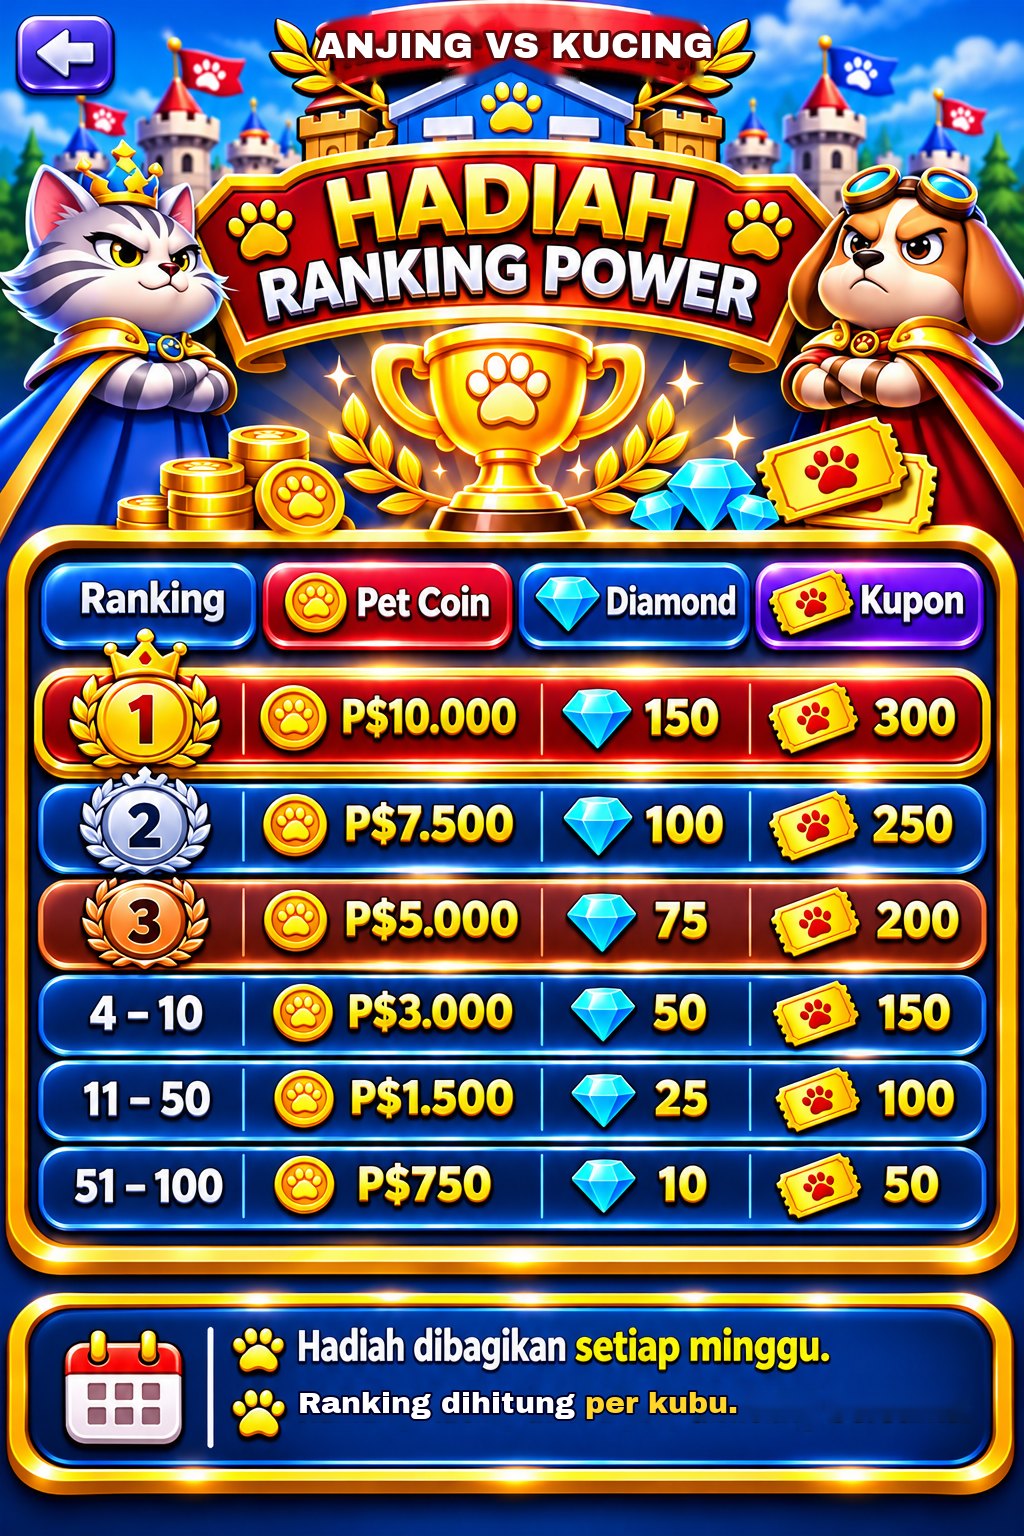 ANJING VS KUCING
HADIAH
RANKING POWER
Ranking Pet Coin Diamond Kupon
1 P$10.000 150 300
2 P$7.500 100 250
3 P$5.000 75 200
4 – 10 P$3.000 50 150
11 – 50 P$1.500 25 100
51 – 100 P$750 10 50
Hadiah dibagikan setiap minggu.
Ranking dihitung per kubu.